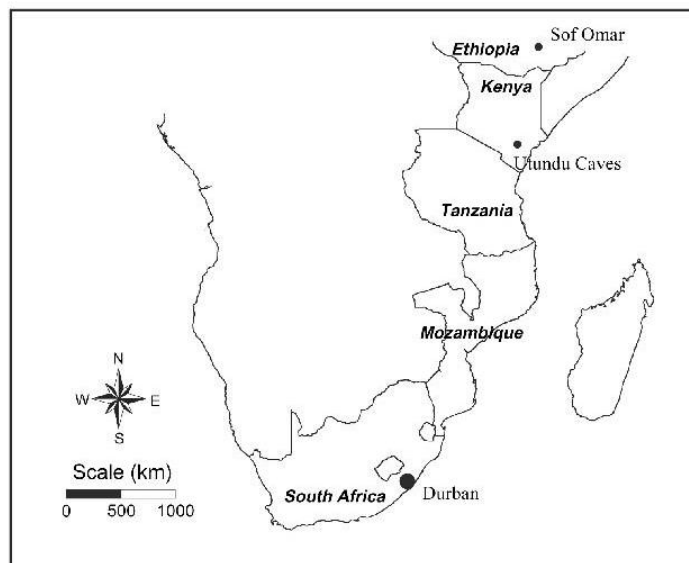 Sof Omar
Ethiopia
Kenya
Utundu Caves
Tanzania
Mozambique
N
W E
S
Scale (km)
South Africa
Durban
0 500 1000